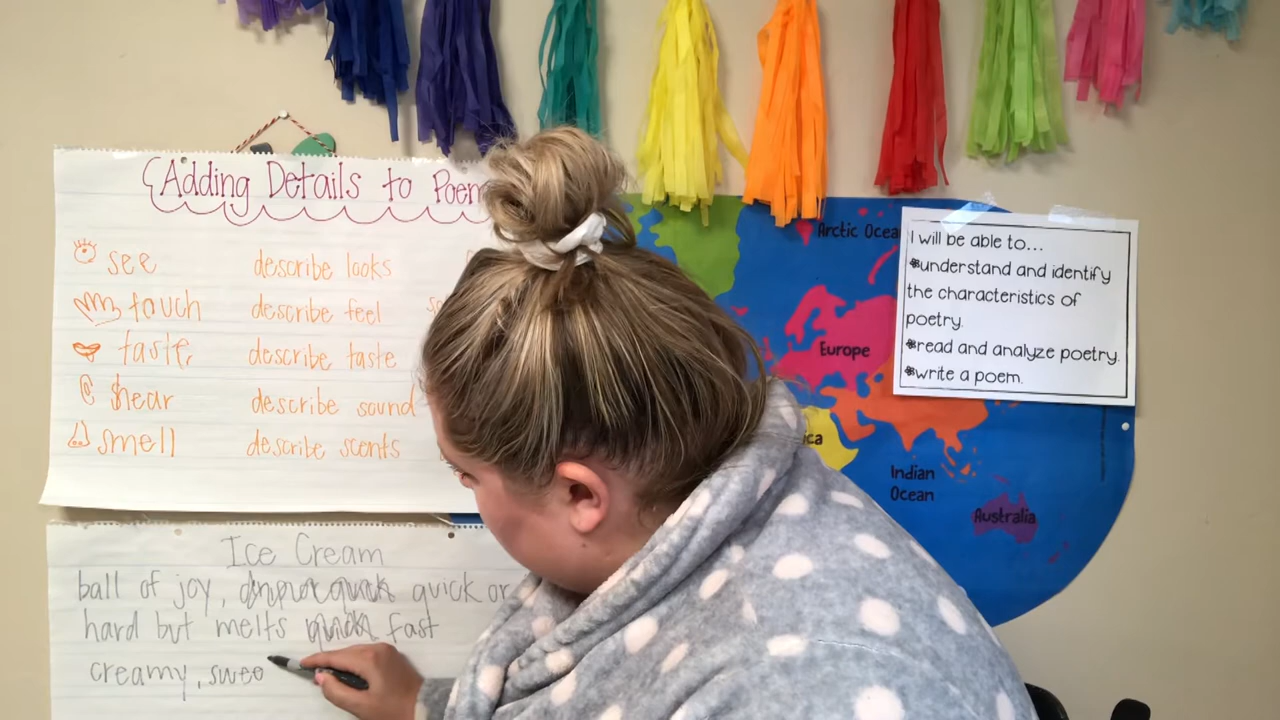 Adding Details to Poem
see describe looks
touch describe feel
taste describe taste
hear describe sound
smell describe scents
Ice Cream
ball of joy, quick or
hard but melts fast
creamy, swee
Arctic Ocea
Europe
ica
Indian
Ocean
Australia
I will be able to...
*understand and identify
the characteristics of
poetry.
*read and analyze poetry.
*write a poem.